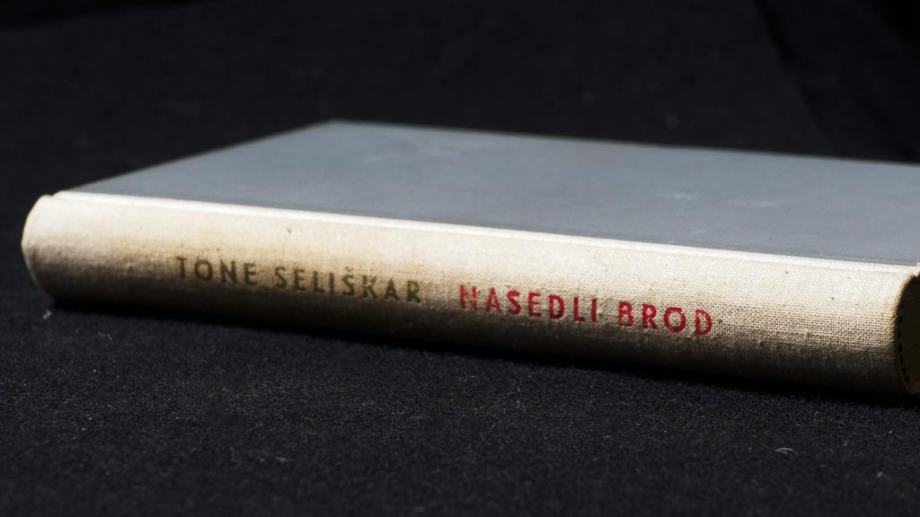 TONE SELIŠKAR NASEDLI BROD